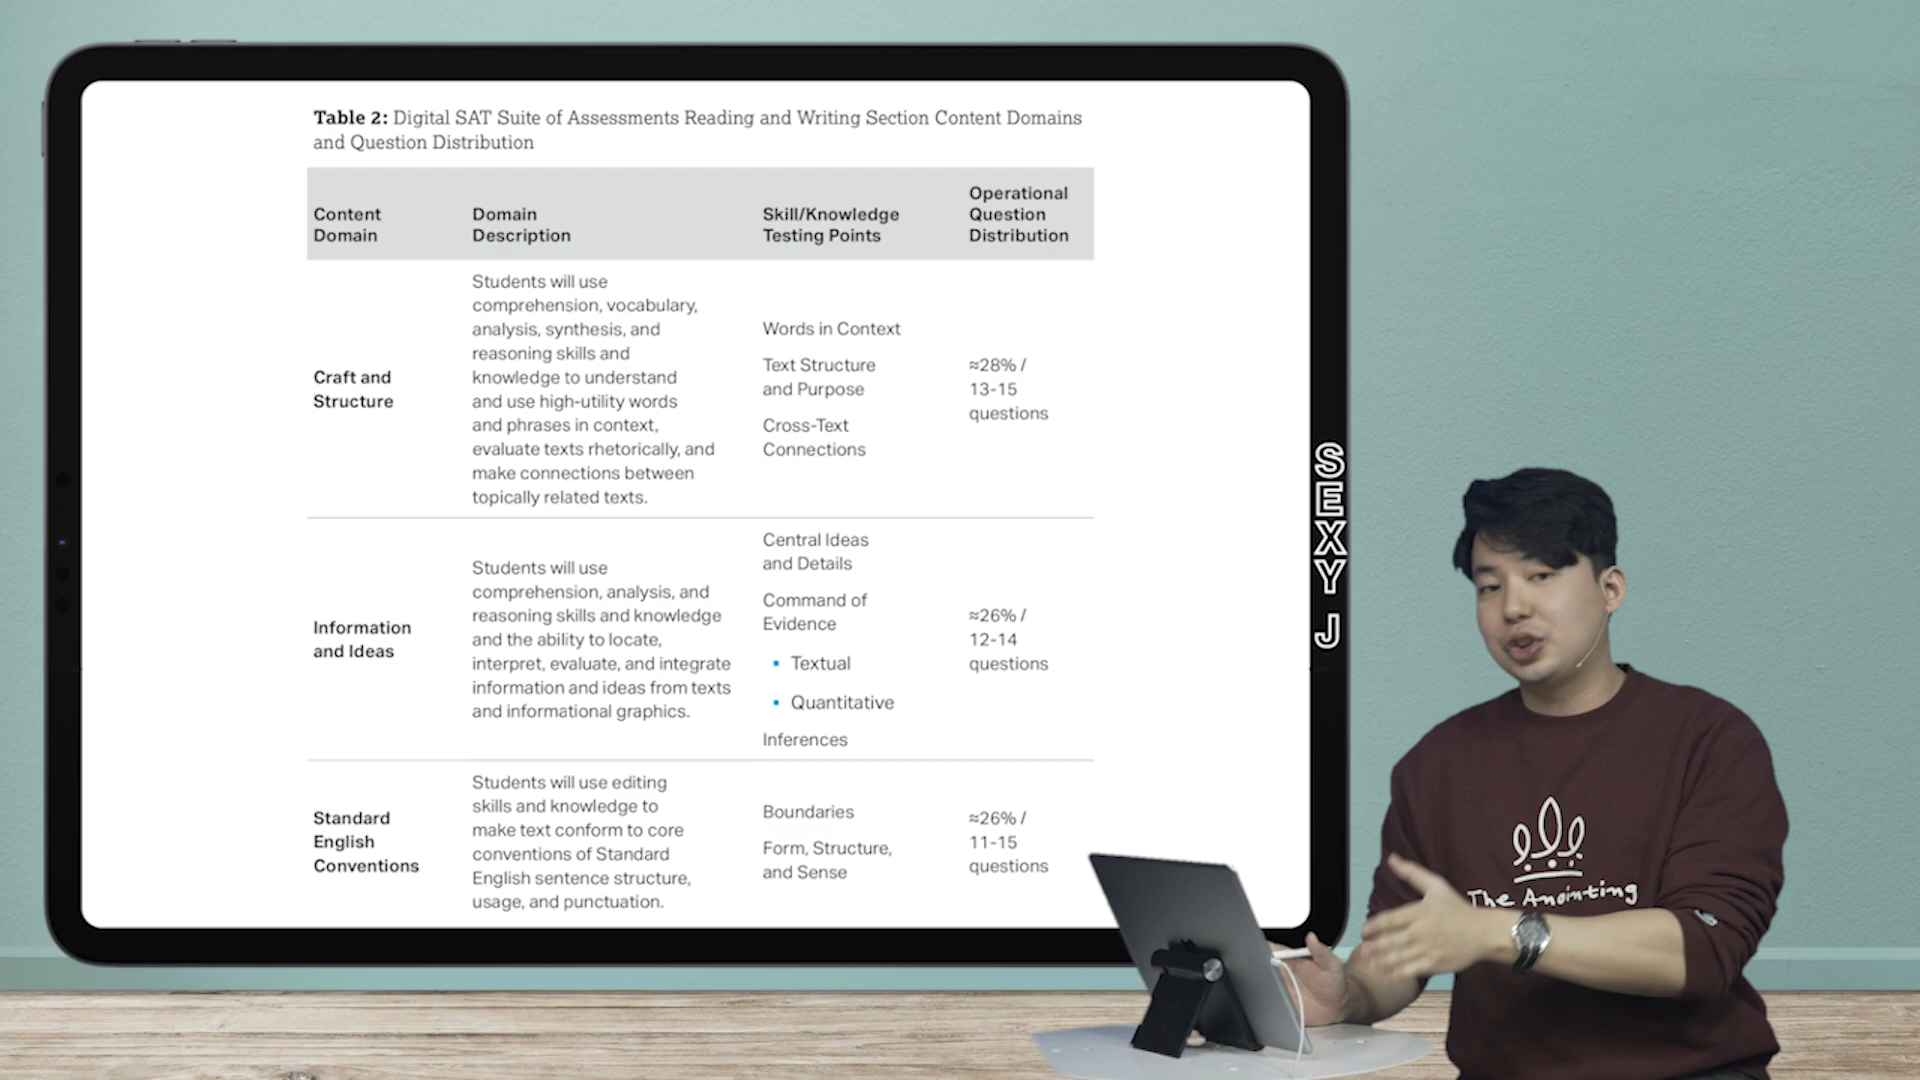 Table 2: Digital SAT Suite of Assessments Reading and Writing Section Content Domains
and Question Distribution
Content
Domain
Domain
Description
Skill/Knowledge
Testing Points
Operational
Question
Distribution
Craft and
Structure
Students will use
comprehension, vocabulary,
analysis, synthesis, and
reasoning skills and
knowledge to understand
and use high-utility words
and phrases in context,
evaluate texts rhetorically, and
make connections between
topically related texts.
Words in Context
Text Structure
and Purpose
Cross-Text
Connections
≈28% /
13-15
questions
Information
and Ideas
Students will use
comprehension, analysis, and
reasoning skills and knowledge
and the ability to locate,
interpret, evaluate, and integrate
information and ideas from texts
and informational graphics.
Central Ideas
and Details
Command of
Evidence
▪ Textual
▪ Quantitative
Inferences
≈26% /
12-14
questions
Standard
English
Conventions
Students will use editing
skills and knowledge to
make text conform to core
conventions of Standard
English sentence structure,
usage, and punctuation.
Boundaries
Form, Structure,
and Sense
≈26% /
11-15
questions
SEXY J
The Anointing